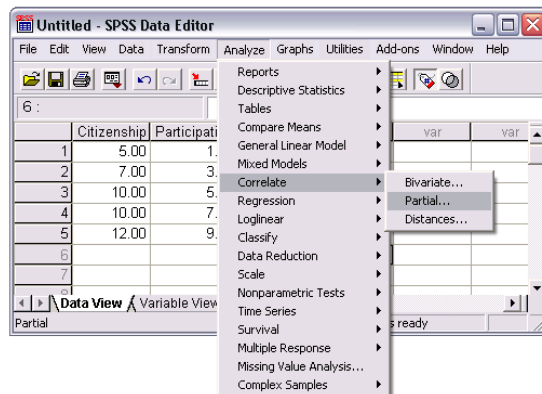 Untitled - SPSS Data Editor
File Edit View Data Transform Analyze Graphs Utilities Add-ons Window Help
6 :
Citizenship Participati var var
1 5.00 1.
2 7.00 3.
3 10.00 5.
4 10.00 7.
5 12.00 9.
6
7
Reports
Descriptive Statistics
Tables
Compare Means
General Linear Model
Mixed Models
Correlate
Regression
Loglinear
Classify
Data Reduction
Scale
Nonparametric Tests
Time Series
Survival
Multiple Response
Missing Value Analysis...
Complex Samples
Bivariate...
Partial...
Distances...
Data View Variable View
Partial ready